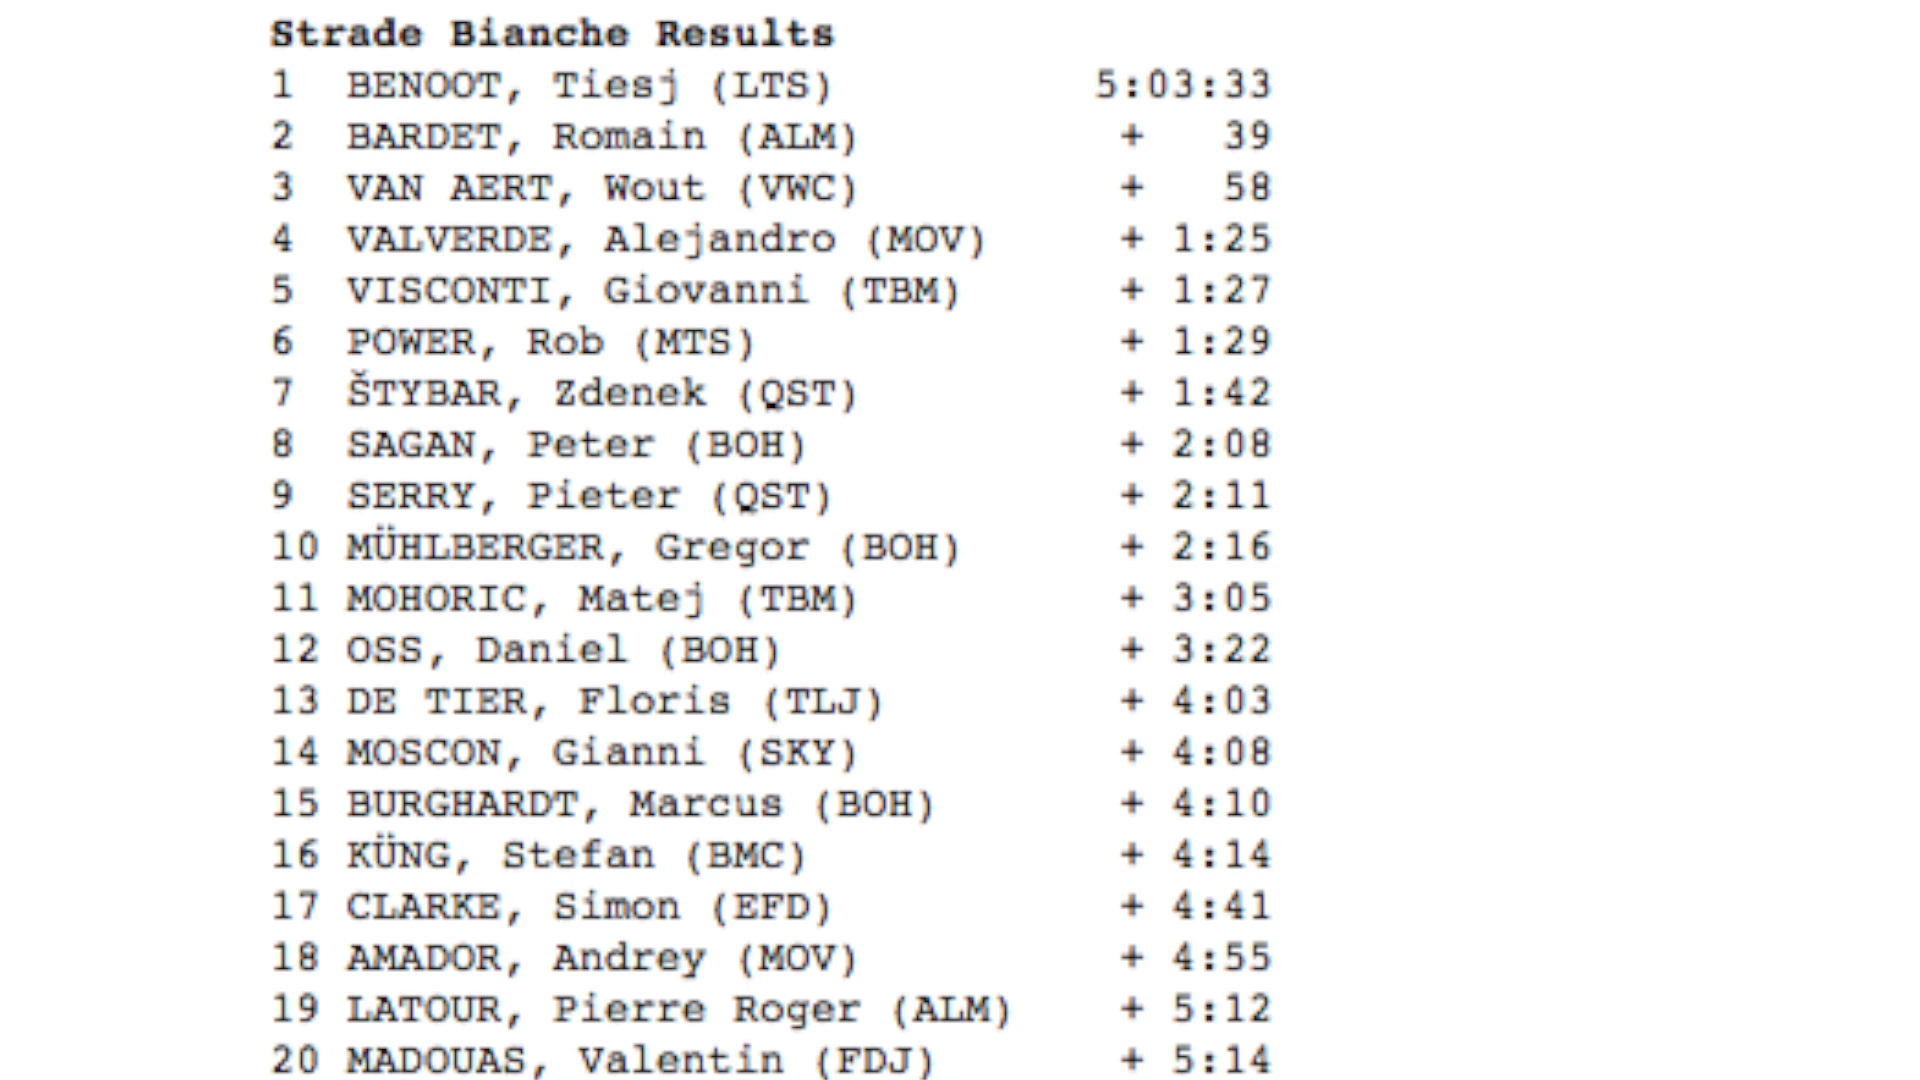 Strade Bianche Results
1 BENOOT, Tiesj (LTS) 5:03:33
2 BARDET, Romain (ALM) + 39
3 VAN AERT, Wout (VWC) + 58
4 VALVERDE, Alejandro (MOV) + 1:25
5 VISCONTI, Giovanni (TBM) + 1:27
6 POWER, Rob (MTS) + 1:29
7 ŠTYBAR, Zdenek (QST) + 1:42
8 SAGAN, Peter (BOH) + 2:08
9 SERRY, Pieter (QST) + 2:11
10 MÜHLBERGER, Gregor (BOH) + 2:16
11 MOHORIC, Matej (TBM) + 3:05
12 OSS, Daniel (BOH) + 3:22
13 DE TIER, Floris (TLJ) + 4:03
14 MOSCON, Gianni (SKY) + 4:08
15 BURGHARDT, Marcus (BOH) + 4:10
16 KÜNG, Stefan (BMC) + 4:14
17 CLARKE, Simon (EFD) + 4:41
18 AMADOR, Andrey (MOV) + 4:55
19 LATOUR, Pierre Roger (ALM) + 5:12
20 MADOUAS, Valentin (FDJ) + 5:14